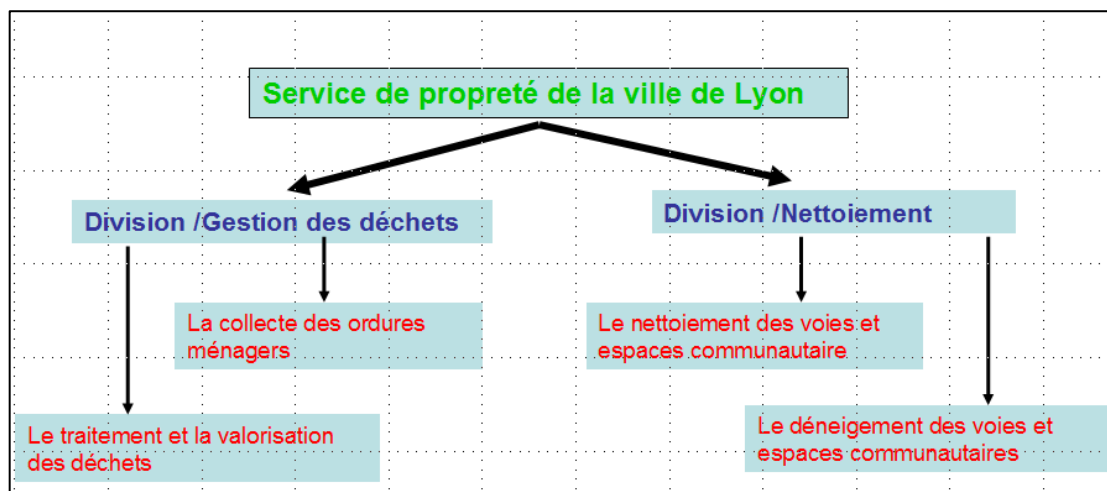 Service de propreté de la ville de Lyon
Division /Gestion des déchets
Division /Nettoiement
La collecte des ordures
ménagers
Le nettoiement des voies et
espaces communautaire
Le traitement et la valorisation
des déchets
Le déneigement des voies et
espaces communautaires